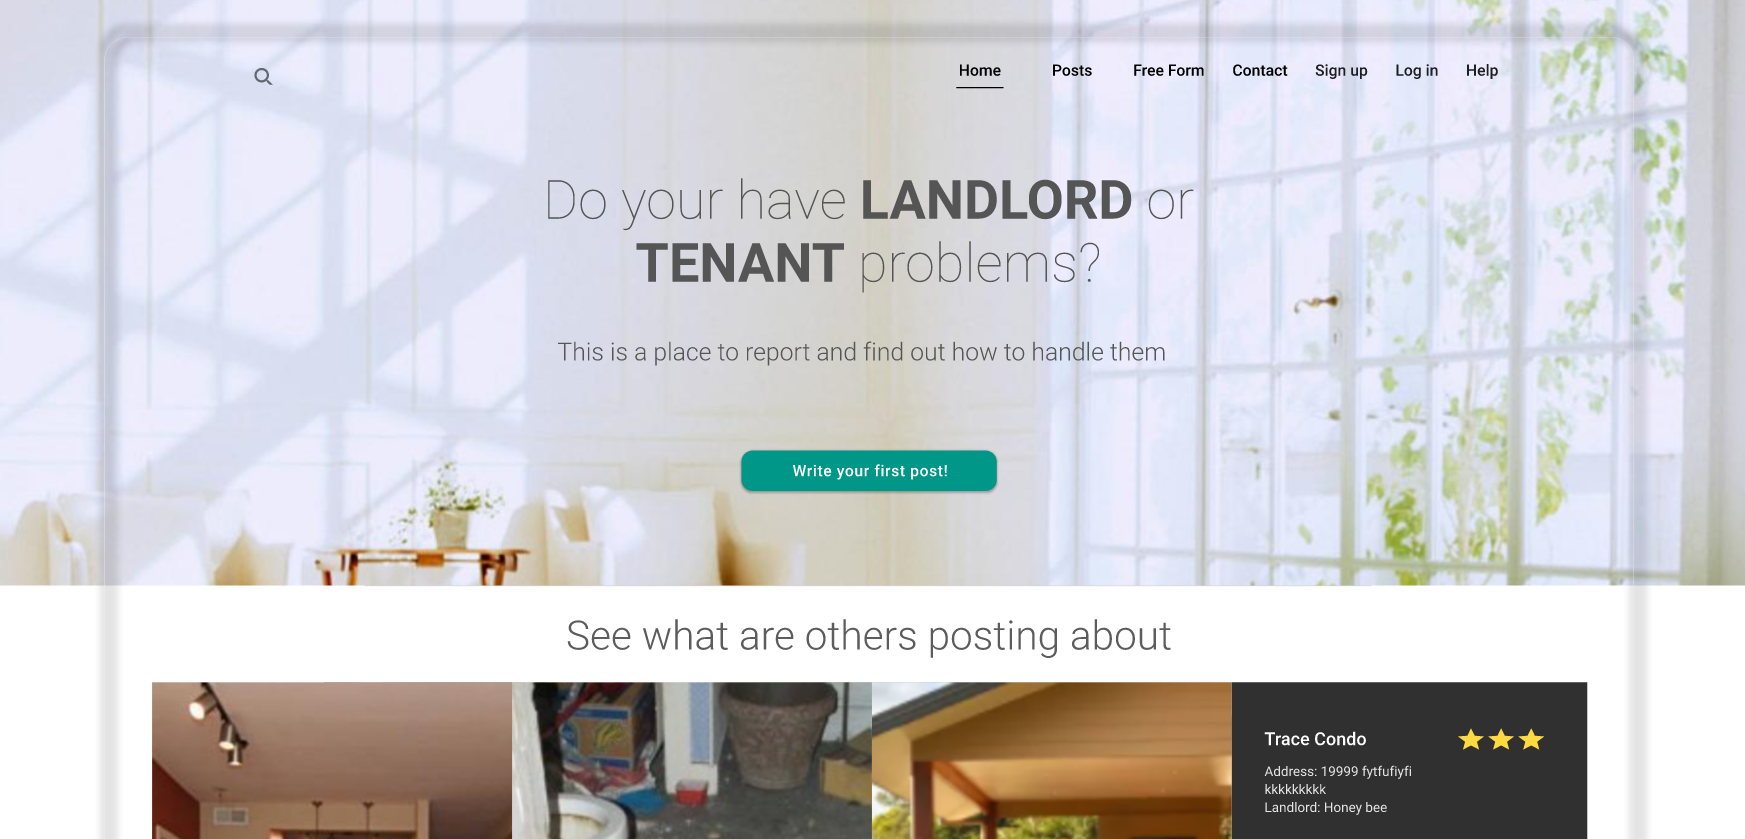 Home Posts Free Form Contact Sign up Log in Help
Do your have LANDLORD or
TENANT problems?
This is a place to report and find out how to handle them
Write your first post!
See what are others posting about
Trace Condo
Address: 19999 fytfufiyfi
kkkkkkkkk
Landlord: Honey bee